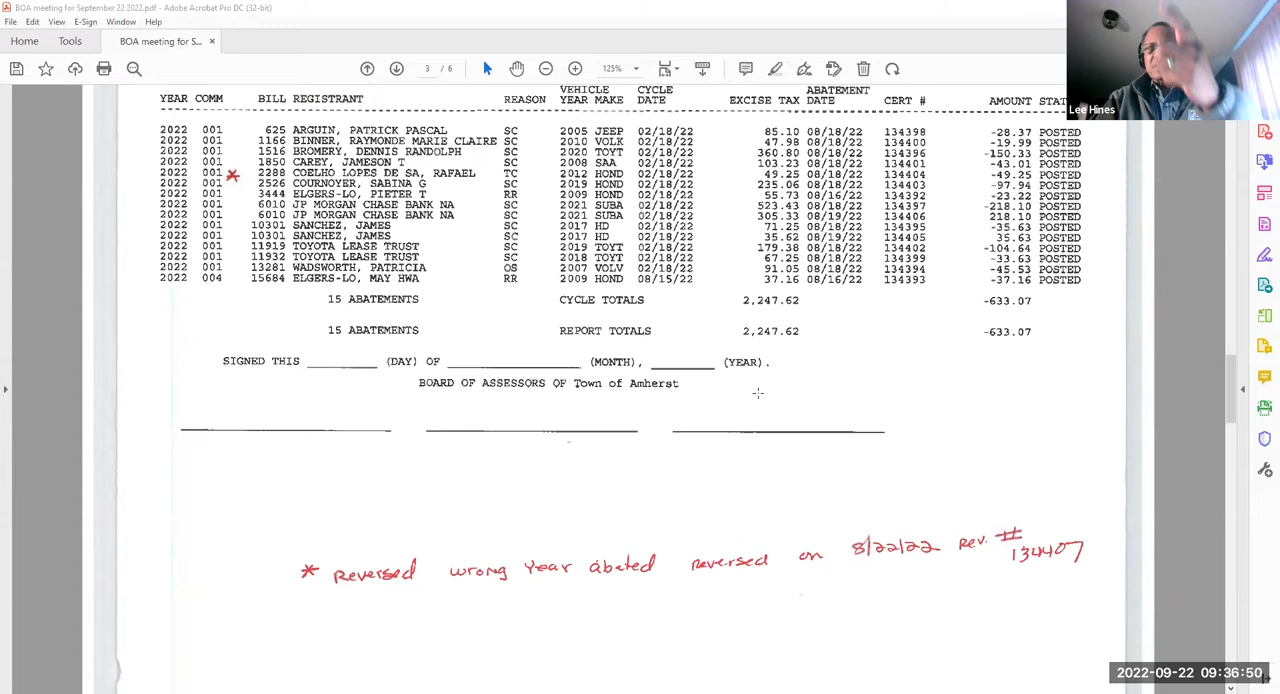 BOA meeting for September 22 2022.pdf - Adobe Acrobat Pro DC (32-bit)
File Edit View E-Sign Window Help
Home Tools BOA meeting for S... ×
3 / 6 125%
Lee Hines
YEAR COMM BILL REGISTRANT REASON VEHICLE YEAR MAKE CYCLE DATE EXCISE TAX ABATEMENT DATE CERT # AMOUNT STAT
2022 001 625 ARGUIN, PATRICK PASCAL SC 2005 JEEP 02/18/22 85.10 08/18/22 134398 -28.37 POSTED
2022 001 1166 BINNER, RAYMONDE MARIE CLAIRE SC 2010 VOLK 02/18/22 47.98 08/18/22 134400 -19.99 POSTED
2022 001 1516 BROMERY, DENNIS RANDOLPH SC 2020 TOYT 02/18/22 360.80 08/18/22 134396 -150.33 POSTED
2022 001 1850 CAREY, JAMESON T SC 2008 SAA 02/18/22 103.23 08/18/22 134401 -43.01 POSTED
2022 001 * 2288 COELHO LOPES DE SA, RAFAEL TC 2012 HOND 02/18/22 49.25 08/18/22 134404 -49.25 POSTED
2022 001 2526 COURNOYER, SABINA G SC 2019 HOND 02/18/22 235.06 08/18/22 134403 -97.94 POSTED
2022 001 3444 ELGERS-LO, PIETER T RR 2009 HOND 02/18/22 55.73 08/16/22 134392 -23.22 POSTED
2022 001 6010 JP MORGAN CHASE BANK NA SC 2021 SUBA 02/18/22 523.43 08/18/22 134397 -218.10 POSTED
2022 001 6010 JP MORGAN CHASE BANK NA SC 2021 SUBA 02/18/22 305.33 08/19/22 134406 218.10 POSTED
2022 001 10301 SANCHEZ, JAMES SC 2017 HD 02/18/22 71.25 08/18/22 134395 -35.63 POSTED
2022 001 10301 SANCHEZ, JAMES SC 2017 HD 02/18/22 35.62 08/19/22 134405 35.63 POSTED
2022 001 11919 TOYOTA LEASE TRUST SC 2019 TOYT 02/18/22 179.38 08/18/22 134402 -104.64 POSTED
2022 001 11932 TOYOTA LEASE TRUST SC 2018 TOYT 02/18/22 67.25 08/18/22 134399 -33.63 POSTED
2022 001 13281 WADSWORTH, PATRICIA OS 2007 VOLV 02/18/22 91.05 08/18/22 134394 -45.53 POSTED
2022 004 15684 ELGERS-LO, MAY HWA RR 2009 HOND 08/15/22 37.16 08/16/22 134393 -37.16 POSTED
15 ABATEMENTS CYCLE TOTALS 2,247.62 -633.07
15 ABATEMENTS REPORT TOTALS 2,247.62 -633.07
SIGNED THIS ________ (DAY) OF ________________ (MONTH), ________ (YEAR).
BOARD OF ASSESSORS OF Town of Amherst
* Reversed wrong Year abated reversed on 8/22/22 Rev. # 134407
2022-09-22 09:36:50